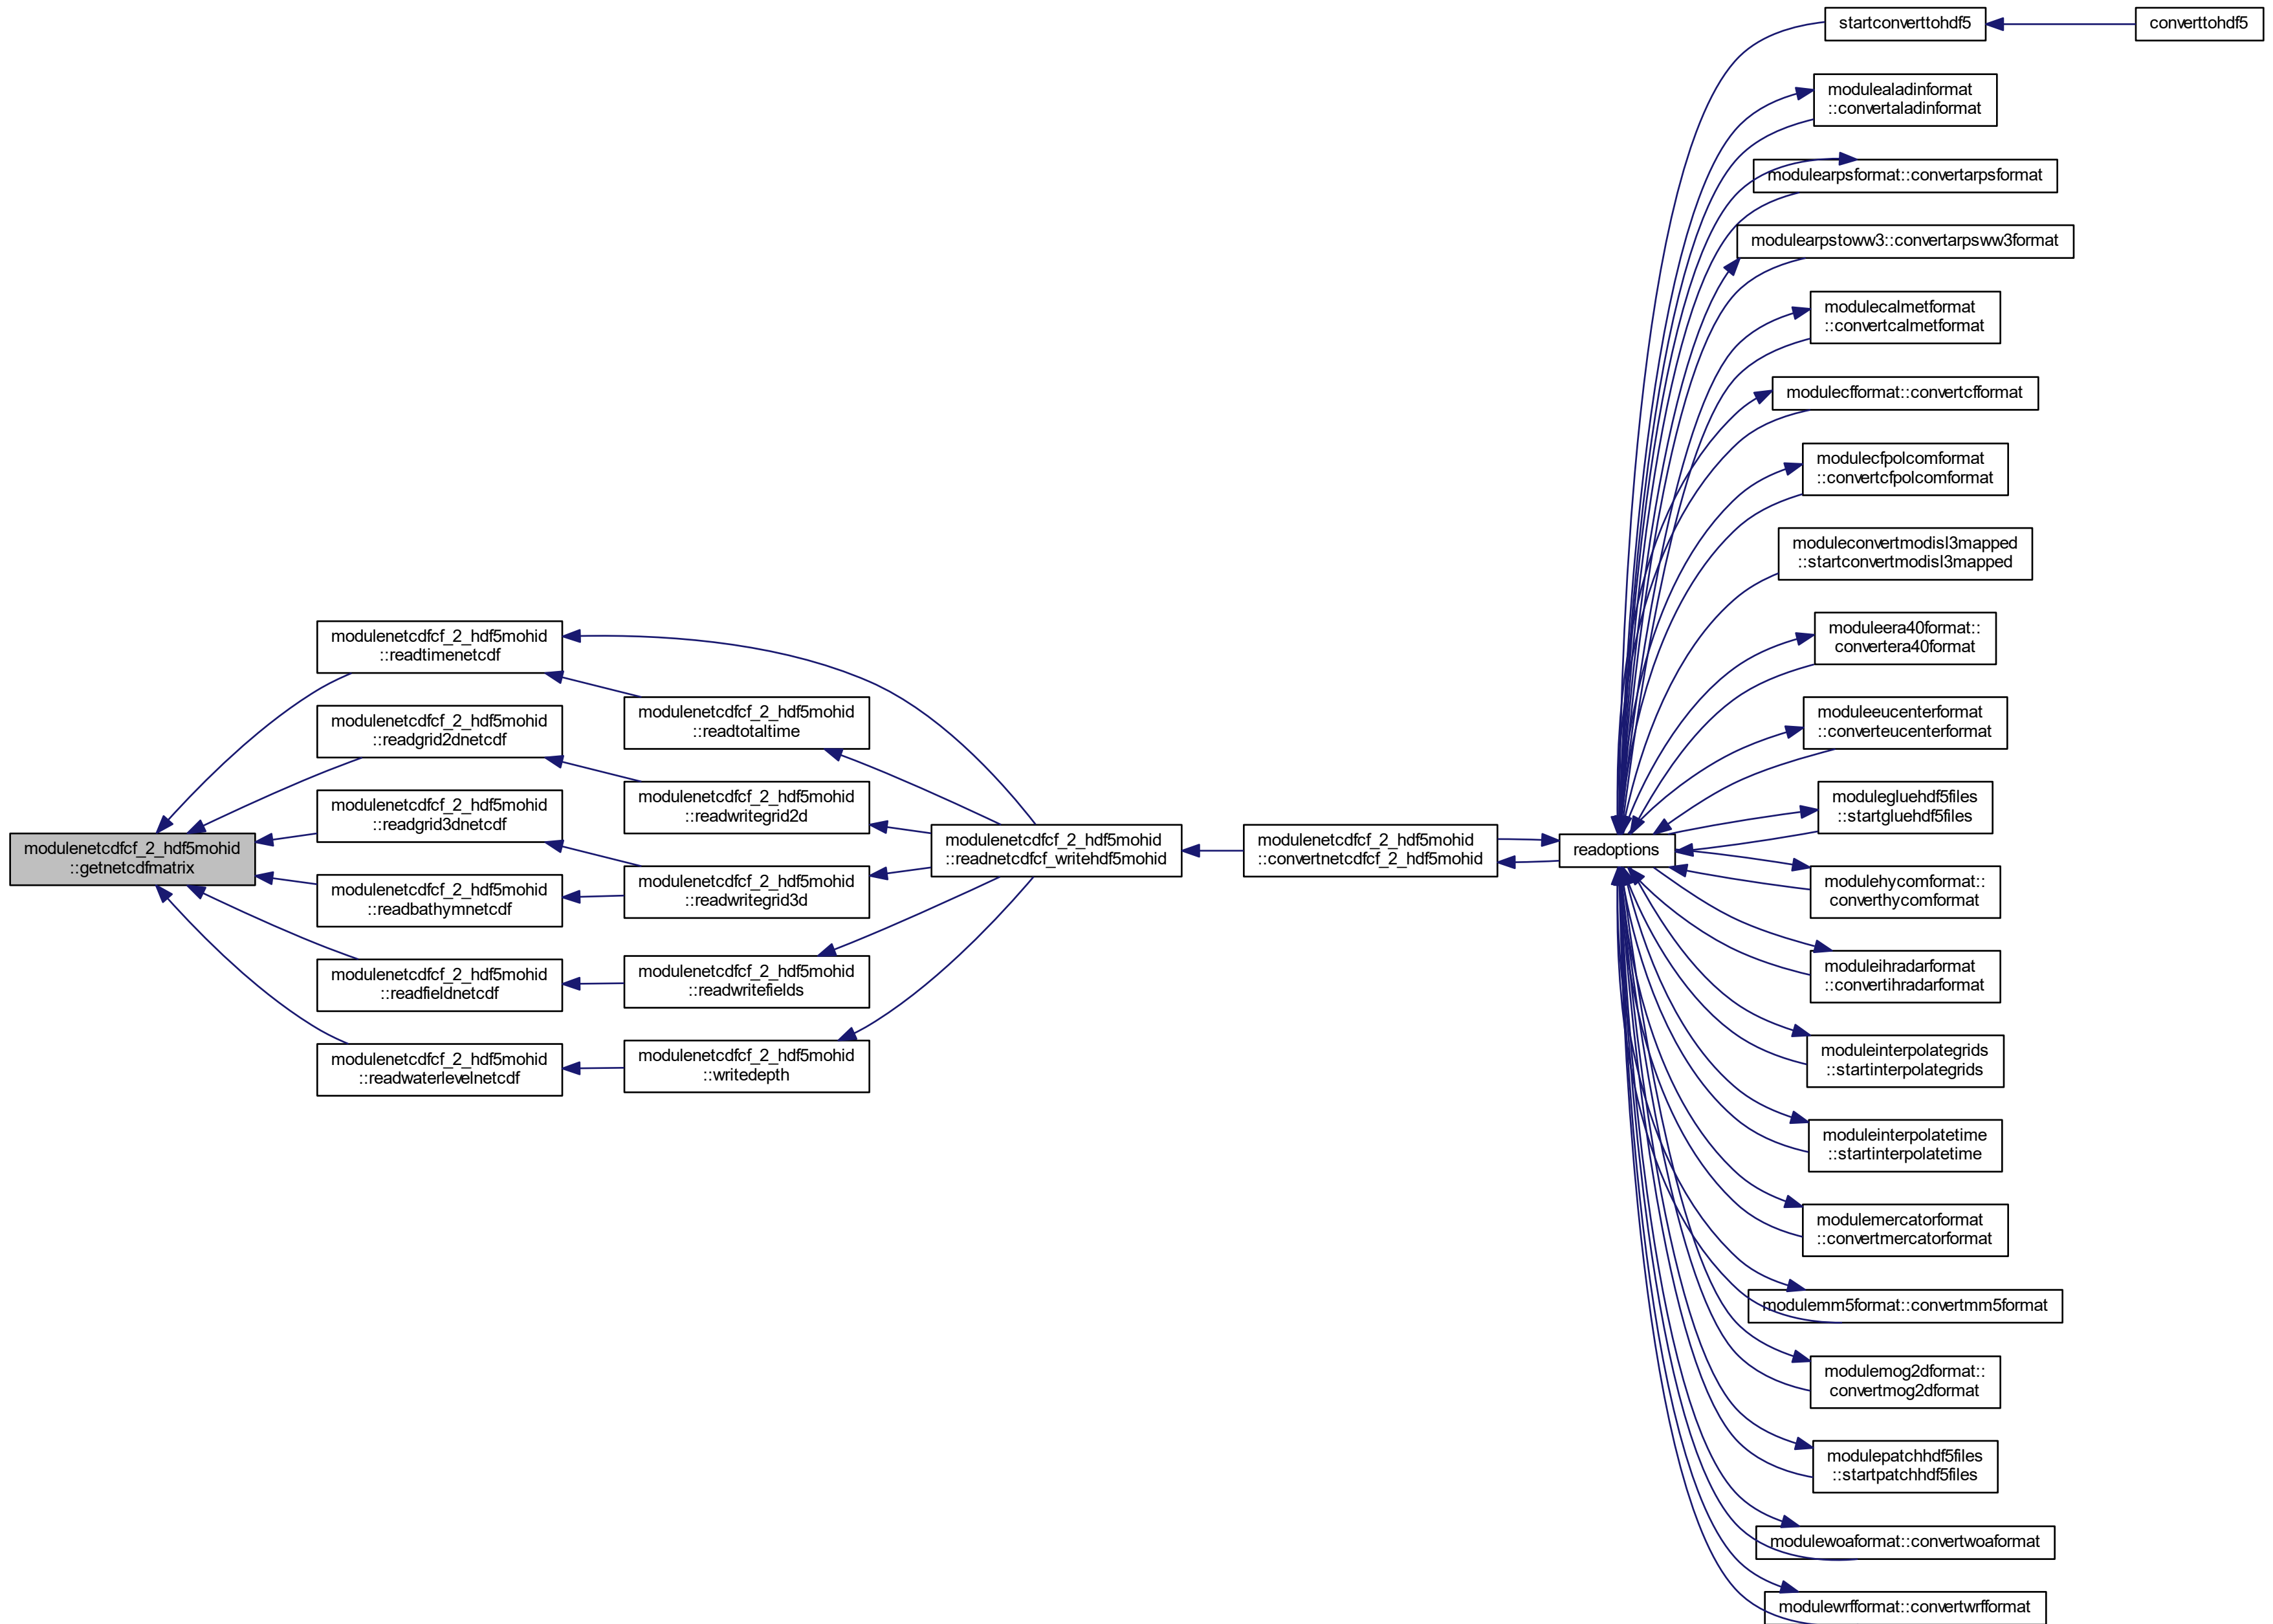 modulenetcdfcf_2_hdf5mohid
::getnetcdfmatrix
modulenetcdfcf_2_hdf5mohid
::readtimenetcdf
modulenetcdfcf_2_hdf5mohid
::readgrid2dnetcdf
modulenetcdfcf_2_hdf5mohid
::readgrid3dnetcdf
modulenetcdfcf_2_hdf5mohid
::readbathymnetcdf
modulenetcdfcf_2_hdf5mohid
::readfieldnetcdf
modulenetcdfcf_2_hdf5mohid
::readwaterlevelnetcdf
modulenetcdfcf_2_hdf5mohid
::readtotaltime
modulenetcdfcf_2_hdf5mohid
::readwritegrid2d
modulenetcdfcf_2_hdf5mohid
::readwritegrid3d
modulenetcdfcf_2_hdf5mohid
::readwritefields
modulenetcdfcf_2_hdf5mohid
::writedepth
modulenetcdfcf_2_hdf5mohid
::readnetcdfcf_writehdf5mohid
modulenetcdfcf_2_hdf5mohid
::convertnetcdfcf_2_hdf5mohid
readoptions
startconverttohdf5
converttohdf5
modulealadinformat
::convertaladinformat
modulearpsformat::convertarpsformat
modulearpstoww3::convertarpsww3format
modulecalmetformat
::convertcalmetformat
modulecfformat::convertcfformat
modulecfpolcomformat
::convertcfpolcomformat
moduleconvertmodisl3mapped
::startconvertmodisl3mapped
moduleera40format::
convertera40format
moduleeucenterformat
::converteucenterformat
modulegluehdf5files
::startgluehdf5files
modulehycomformat::
converthycomformat
moduleihradarformat
::convertihradarformat
moduleinterpolategrids
::startinterpolategrids
moduleinterpolatetime
::startinterpolatetime
modulemercatorformat
::convertmercatorformat
modulemm5format::convertmm5format
modulemog2dformat::
convertmog2dformat
modulepatchhdf5files
::startpatchhdf5files
modulewoaformat::convertwoaformat
modulewrfformat::convertwrfformat